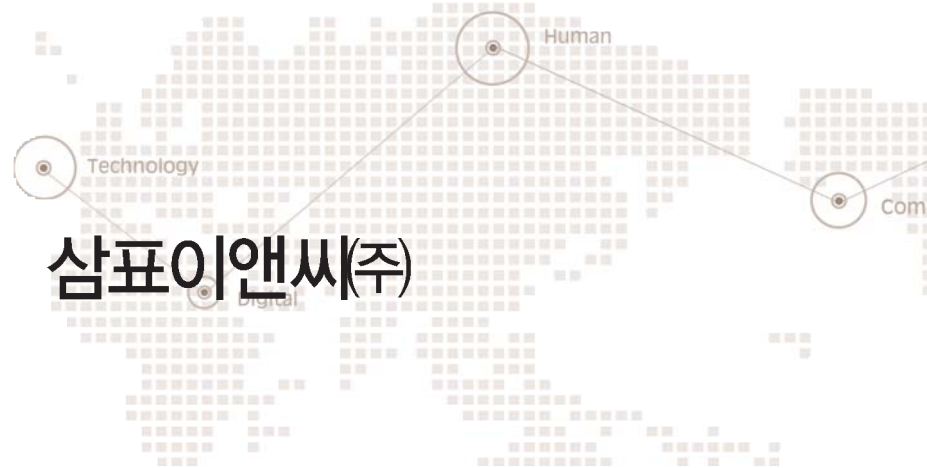 Human
Technology
Com
삼표이앤씨㈜
Digital